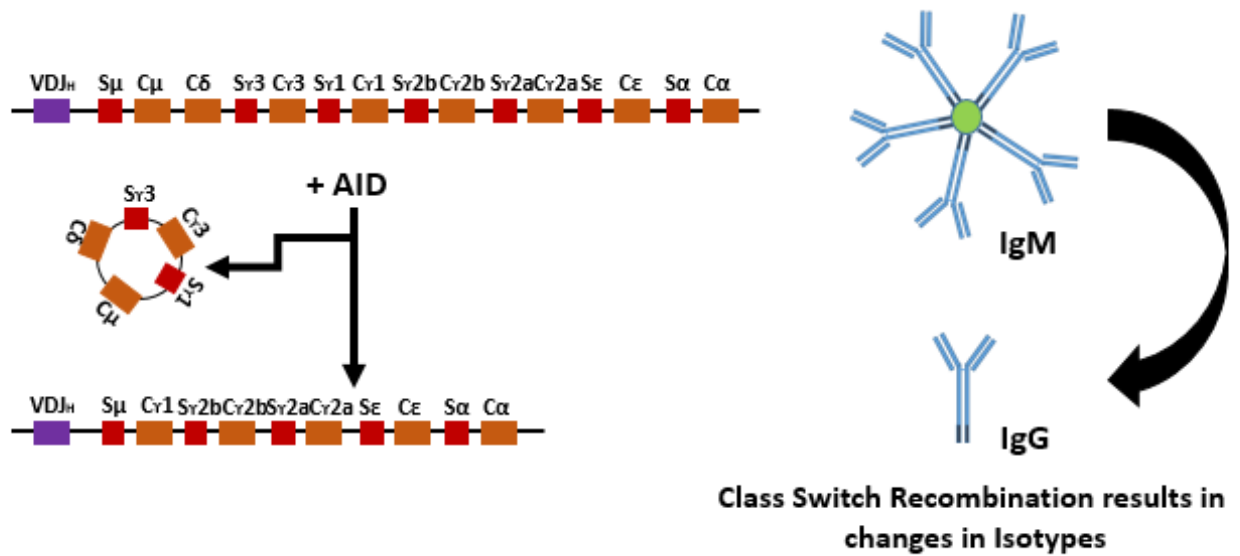 VDJH Sμ Cμ Cδ Sγ3 Cγ3 Sγ1 Cγ1 Sγ2b Cγ2b Sγ2a Cγ2a Sε Cε Sα Cα
+ AID
Sγ3
Cγ3
Cδ
Sγ1
Cμ
VDJH Sμ Cγ1 Sγ2b Cγ2b Sγ2a Cγ2a Sε Cε Sα Cα
IgM
IgG
Class Switch Recombination results in
changes in Isotypes